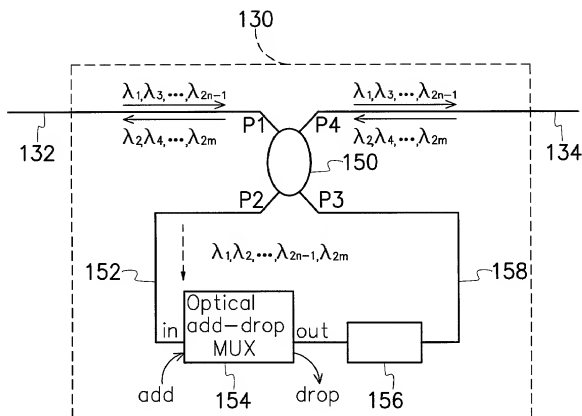 130
λ1,λ3,···,λ2n-1
λ1,λ3,···,λ2n-1
P1
P4
λ2,λ4,···,λ2m
λ2,λ4,···,λ2m
132
150
134
P2
P3
152
λ1,λ2,···,λ2n-1,λ2m
158
Optical
in
add-drop
out
MUX
add
154
drop
156